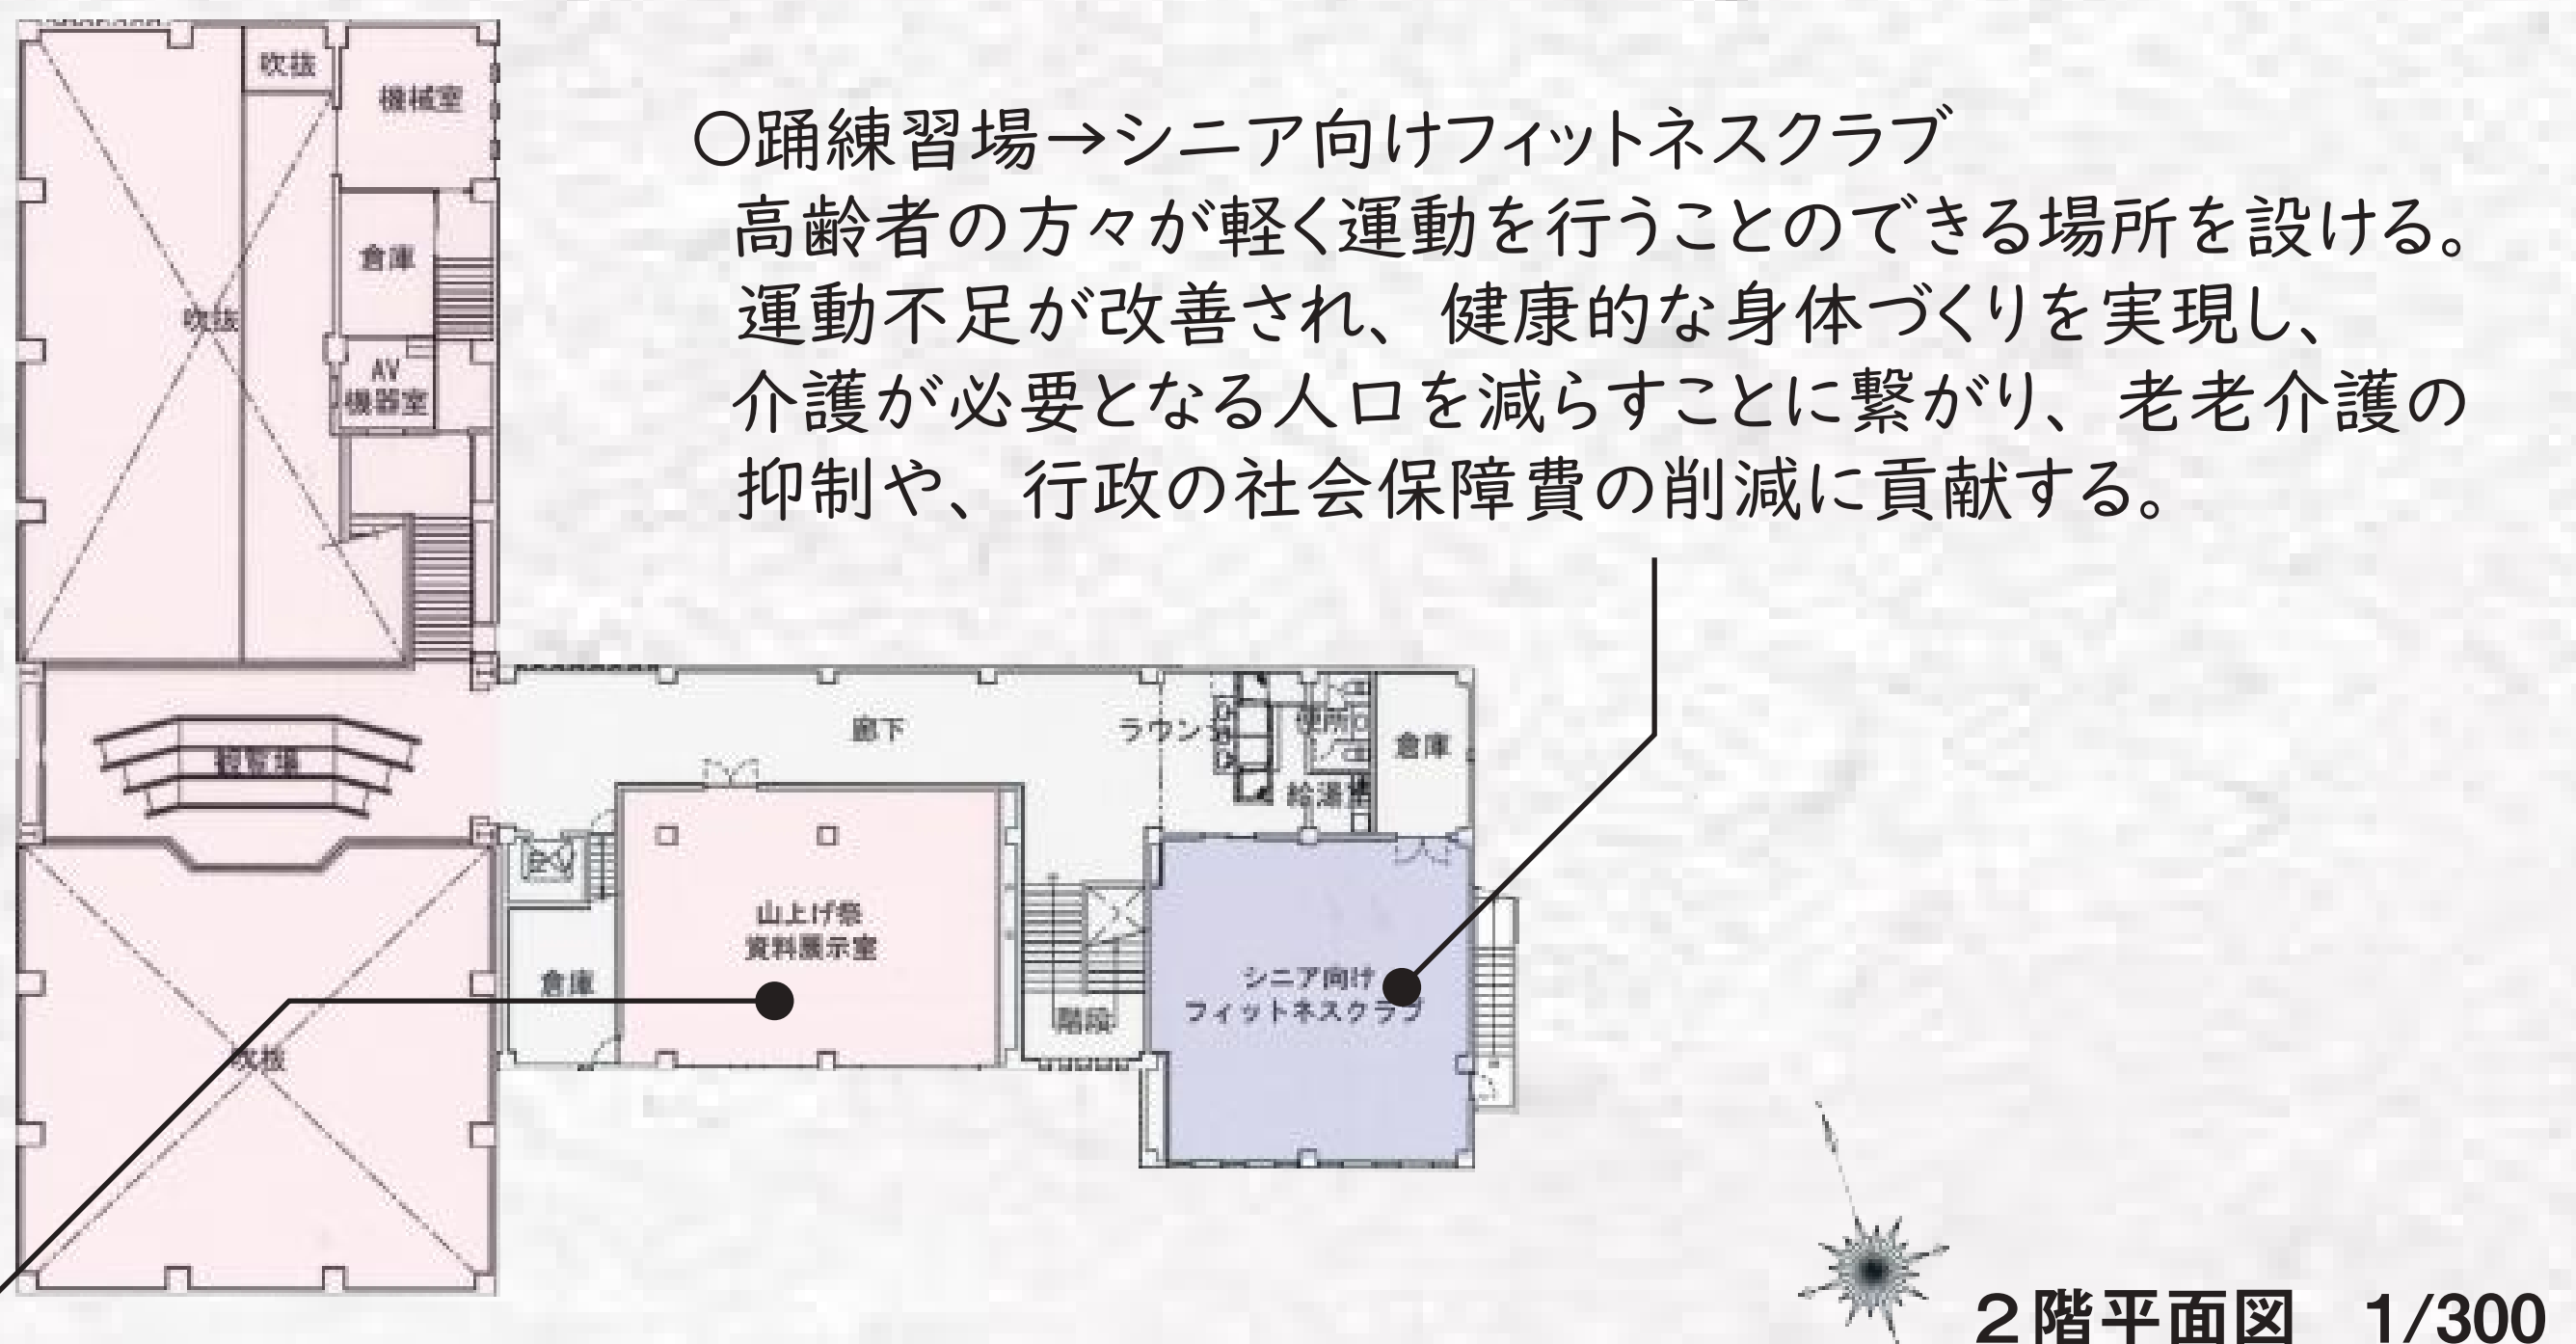 吹抜
機械室
〇踊練習場→シニア向けフィットネスクラブ
高齢者の方々が軽く運動を行うことのできる場所を設ける。
運動不足が改善され、健康的な身体づくりを実現し、
介護が必要となる人口を減らすことに繋がり、老老介護の
抑制や、行政の社会保障費の削減に貢献する。
倉庫
吹抜
AV
機器室
観覧場
廊下
ラウンジ
便所
倉庫
給湯室
山上げ祭
資料展示室
倉庫
階段
シニア向け
フィットネスクラブ
吹抜
2階平面図 1/300